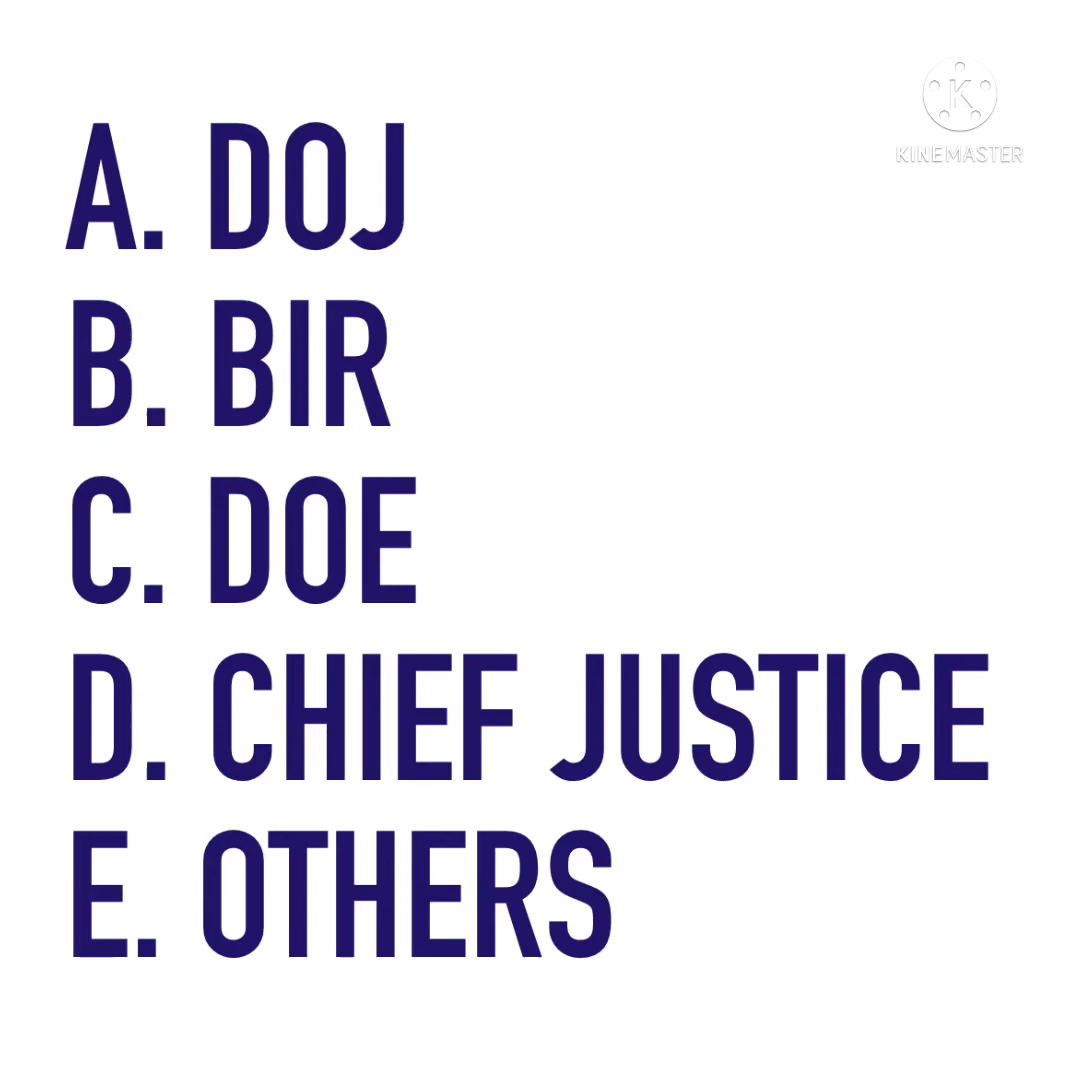 KINEMASTER
A. DOJ
B. BIR
C. DOE
D. CHIEF JUSTICE
E. OTHERS